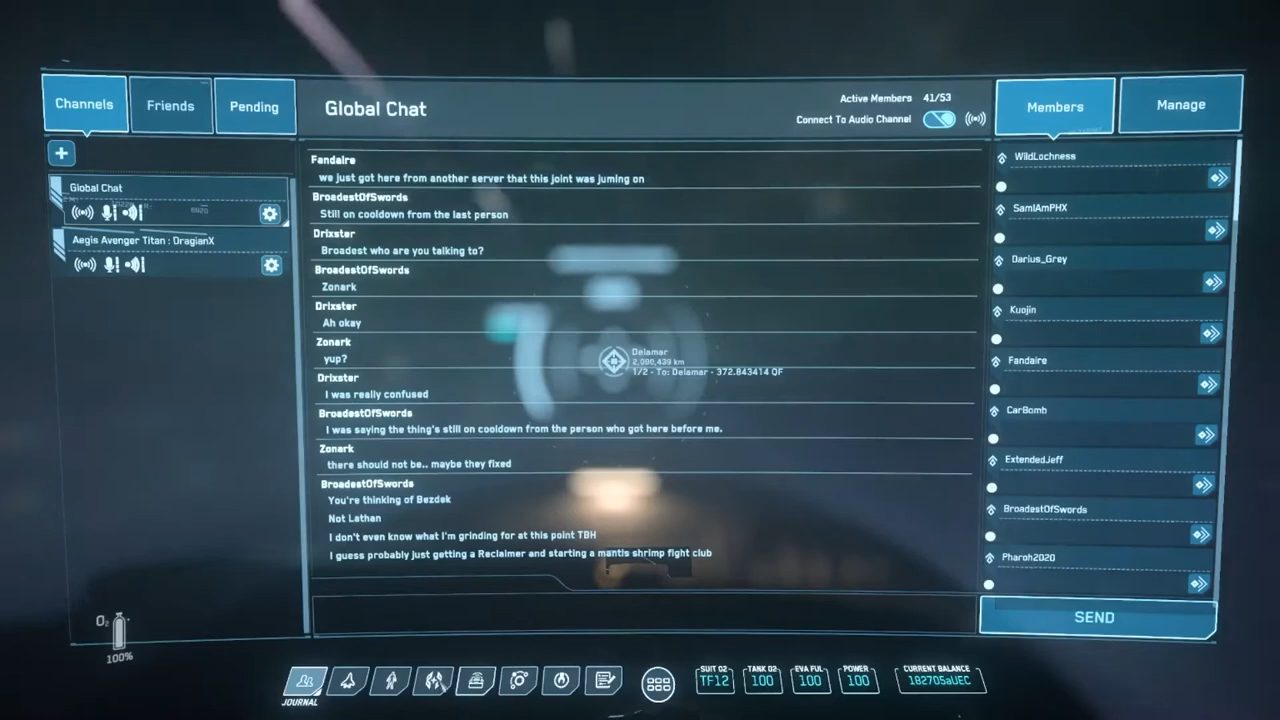 Channels
Friends
Pending
Global Chat
Active Members 41/53
Connect To Audio Channel
Members
Manage
+
Global Chat
Aegis Avenger Titan : DragianX
Fandaire
we just got here from another server that this joint was juming on
BroadestOfSwords
Still on cooldown from the last person
Drixster
Broadest who are you talking to?
BroadestOfSwords
Zonark
Drixster
Ah okay
Zonark
yup?
Drixster
I was really confused
BroadestOfSwords
I was saying the thing's still on cooldown from the person who got here before me.
Zonark
there should not be.. maybe they fixed
BroadestOfSwords
You're thinking of Bezdek
Not Lathan
I don't even know what I'm grinding for at this point TBH
I guess probably just getting a Reclaimer and starting a mantis shrimp fight club
Delamar
2,090,439 km
1/2 - To: Delamar - 372.843414 QF
WildLochness
SamIAmPHX
Darius_Grey
Kuojin
Fandaire
CarBomb
ExtendedJeff
BroadestOfSwords
Pharoh2020
SEND
O2
100%
JOURNAL
SUIT O2
TF12
TANK O2
100
EVA FUL
100
POWER
100
CURRENT BALANCE
182705aUEC